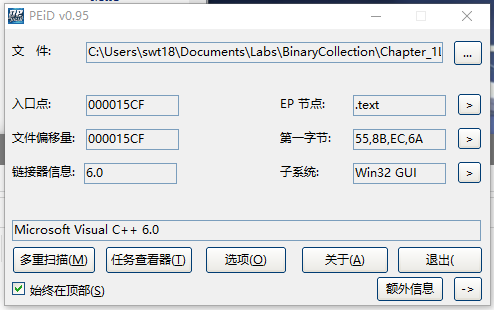 PEiD v0.95
文 件: C:\Users\swt18\Documents\Labs\BinaryCollection\Chapter_1L ...
入口点: 000015CF EP 节点: .text >
文件偏移量: 000015CF 第一字节: 55,8B,EC,6A >
链接器信息: 6.0 子系统: Win32 GUI >
Microsoft Visual C++ 6.0
多重扫描(M) 任务查看器(T) 选项(O) 关于(A) 退出(
始终在顶部(S) 额外信息 ->